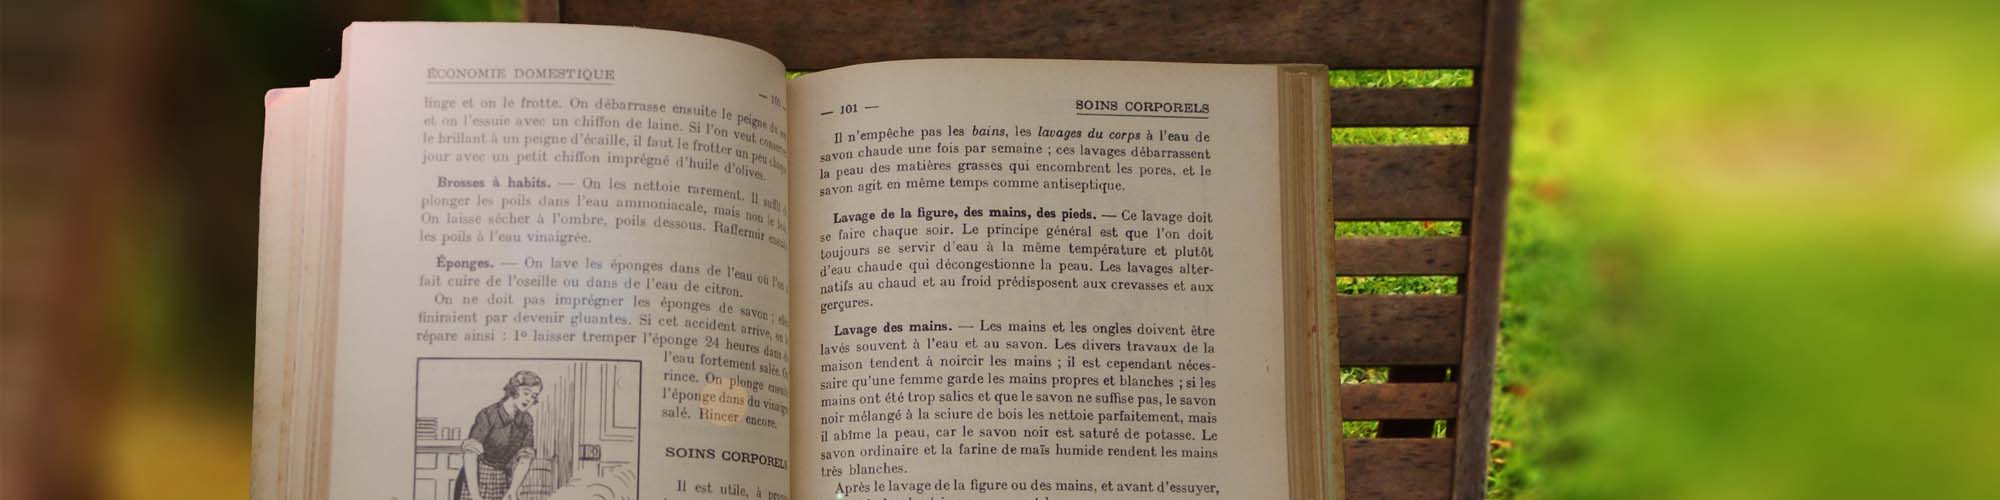 ÉCONOMIE DOMESTIQUE
— 100
linge et on le frotte. On débarrasse ensuite le peigne du
et on l'essuie avec un chiffon de laine. Si l'on veut
le brillant à un peigne d'écaille, il faut le frotter un peu
jour avec un petit chiffon imprégné d'huile d'olives.
Brosses à habits. — On les nettoie rarement. Il suffit
plonger les poils dans l'eau ammoniacale, mais non le
On laisse sécher à l'ombre, poils dessous. Raffermir
les poils à l'eau vinaigrée.
Éponges. — On lave les éponges dans de l'eau où l'on
fait cuire de l'oseille ou dans de l'eau de citron.
On ne doit pas imprégner les éponges de savon ;
finiraient par devenir gluantes. Si cet accident arrive,
répare ainsi : 1º laisser tremper l'éponge 24 heures dans
l'eau fortement salée.
rince. On plonge
l'éponge dans du
salé. Rincer encore.
SOINS CORPORELS
Il est utile, à
— 101 —
SOINS CORPORELS
Il n'empêche pas les bains, les lavages du corps à l'eau de
savon chaude une fois par semaine ; ces lavages débarrassent
la peau des matières grasses qui encombrent les pores, et le
savon agit en même temps comme antiseptique.
Lavage de la figure, des mains, des pieds. — Ce lavage doit
se faire chaque soir. Le principe général est que l'on doit
toujours se servir d'eau à la même température et plutôt
d'eau chaude qui décongestionne la peau. Les lavages alter-
natifs au chaud et au froid prédisposent aux crevasses et aux
gerçures.
Lavage des mains. — Les mains et les ongles doivent être
lavés souvent à l'eau et au savon. Les divers travaux de la
maison tendent à noircir les mains ; il est cependant néces-
saire qu'une femme garde les mains propres et blanches ; si les
mains ont été trop salies et que le savon ne suffise pas, le savon
noir mélangé à la sciure de bois les nettoie parfaitement, mais
il abîme la peau, car le savon noir est saturé de potasse. Le
savon ordinaire et la farine de maïs humide rendent les mains
très blanches.
Après le lavage de la figure ou des mains, et avant d'essuyer,